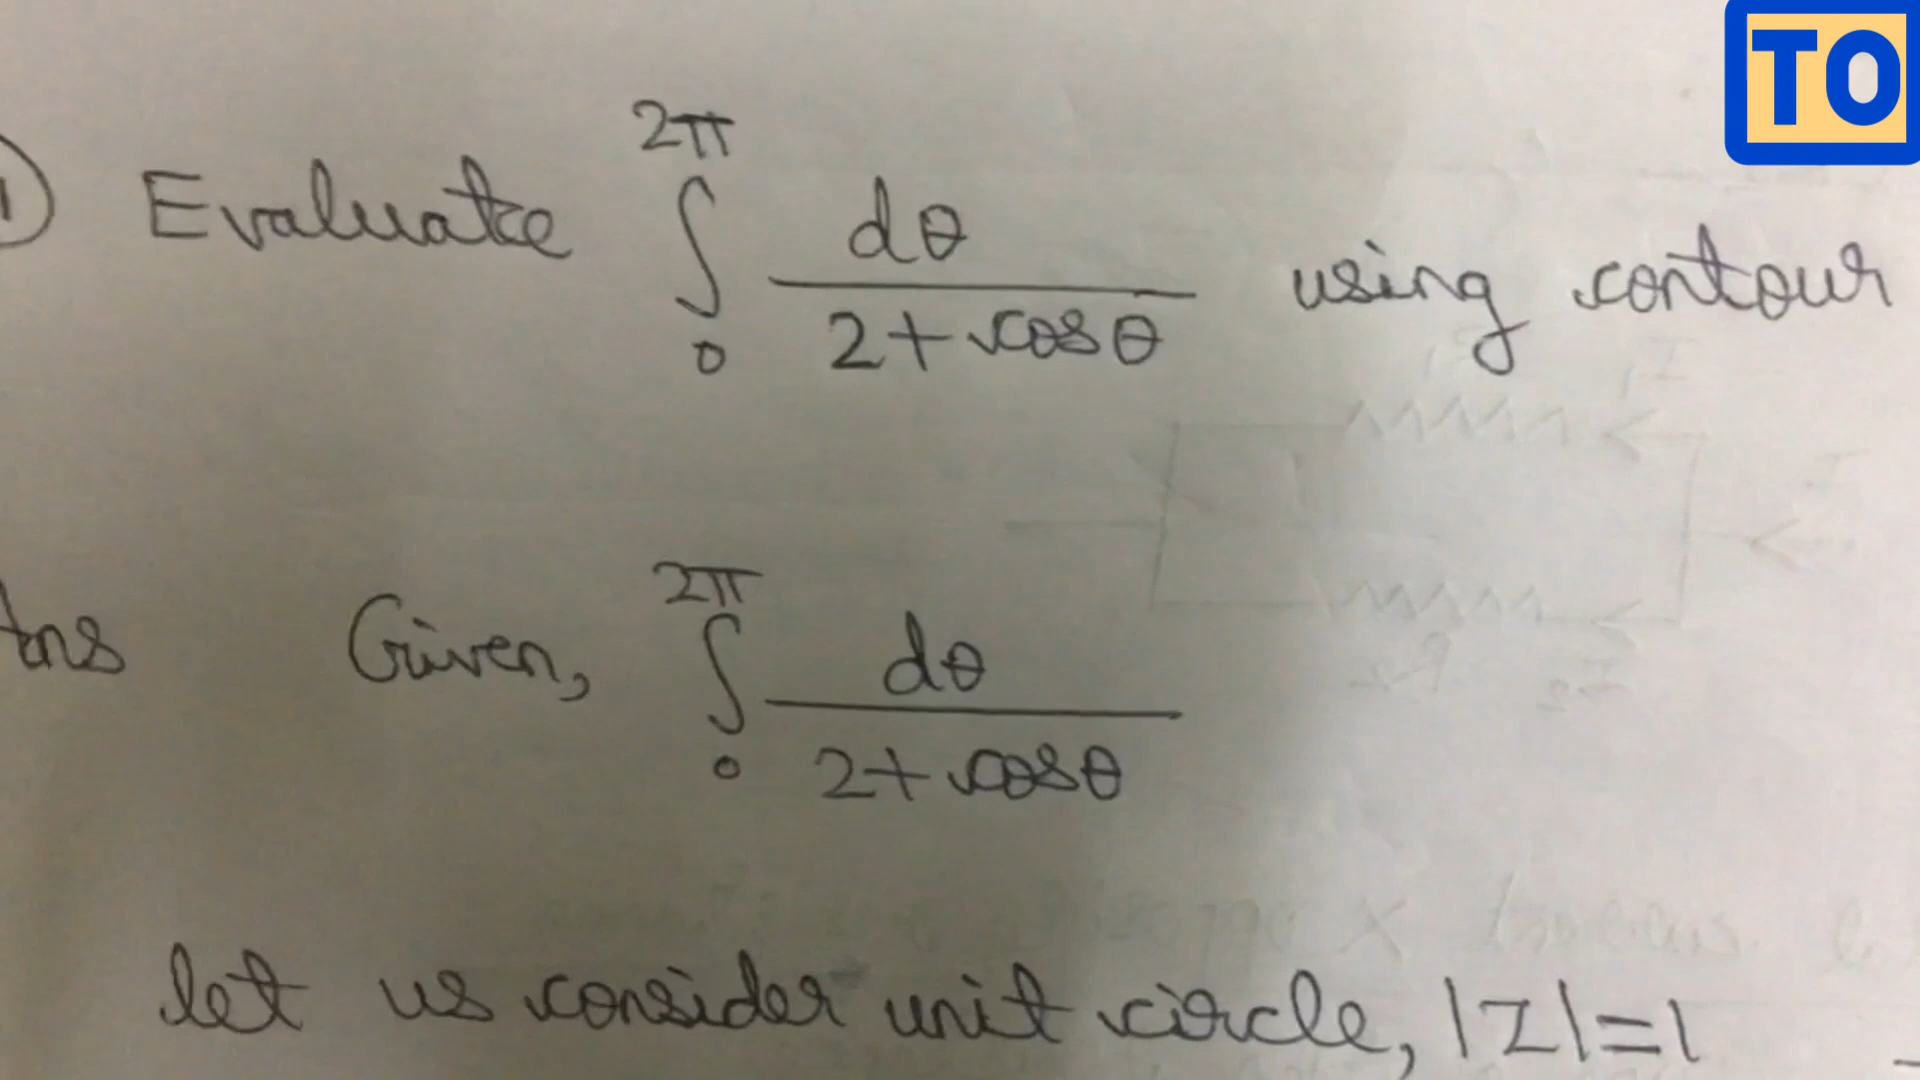 TO
1) Evaluate ∫₀^{2π} dθ / (2 + cosθ) using contour
Ans Given, ∫₀^{2π} dθ / (2 + cosθ)
let us consider unit circle, |Z|=1